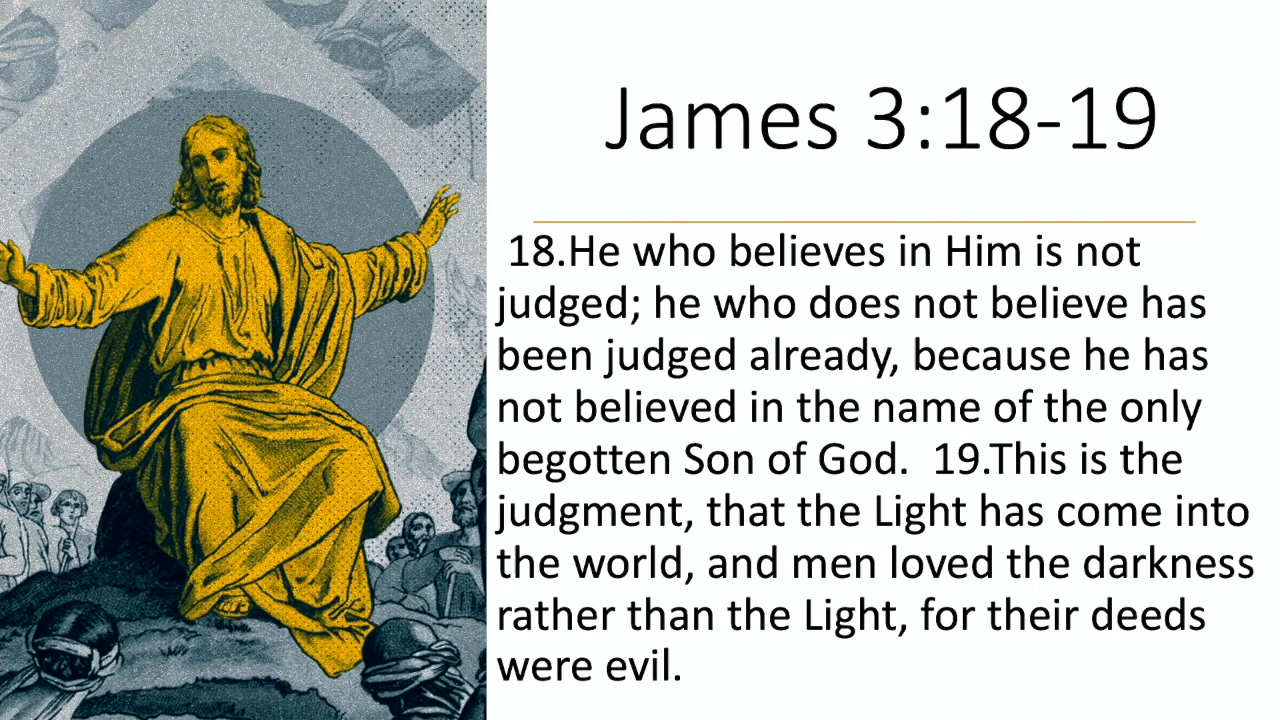 James 3:18-19
18.He who believes in Him is not
judged; he who does not believe has
been judged already, because he has
not believed in the name of the only
begotten Son of God.  19.This is the
judgment, that the Light has come into
the world, and men loved the darkness
rather than the Light, for their deeds
were evil.